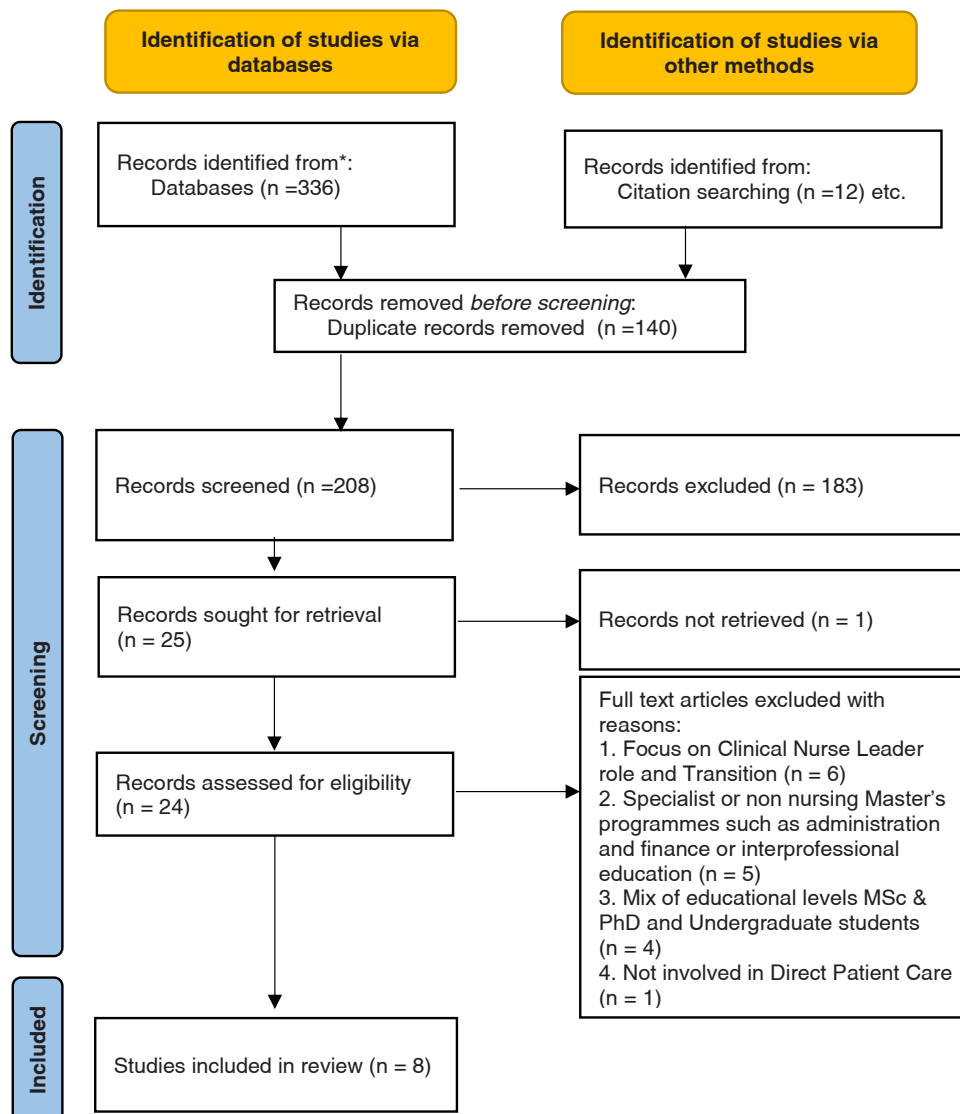 Identification of studies via
databases
Identification of studies via
other methods
Identification
Records identified from*:
Databases (n =336)
Records identified from:
Citation searching (n =12) etc.
Records removed before screening:
Duplicate records removed (n =140)
Screening
Records screened (n =208)
Records excluded (n = 183)
Records sought for retrieval
(n = 25)
Records not retrieved (n = 1)
Records assessed for eligibility
(n = 24)
Full text articles excluded with
reasons:
1. Focus on Clinical Nurse Leader
role and Transition (n = 6)
2. Specialist or non nursing Master’s
programmes such as administration
and finance or interprofessional
education (n = 5)
3. Mix of educational levels MSc &
PhD and Undergraduate students
(n = 4)
4. Not involved in Direct Patient Care
(n = 1)
Included
Studies included in review (n = 8)